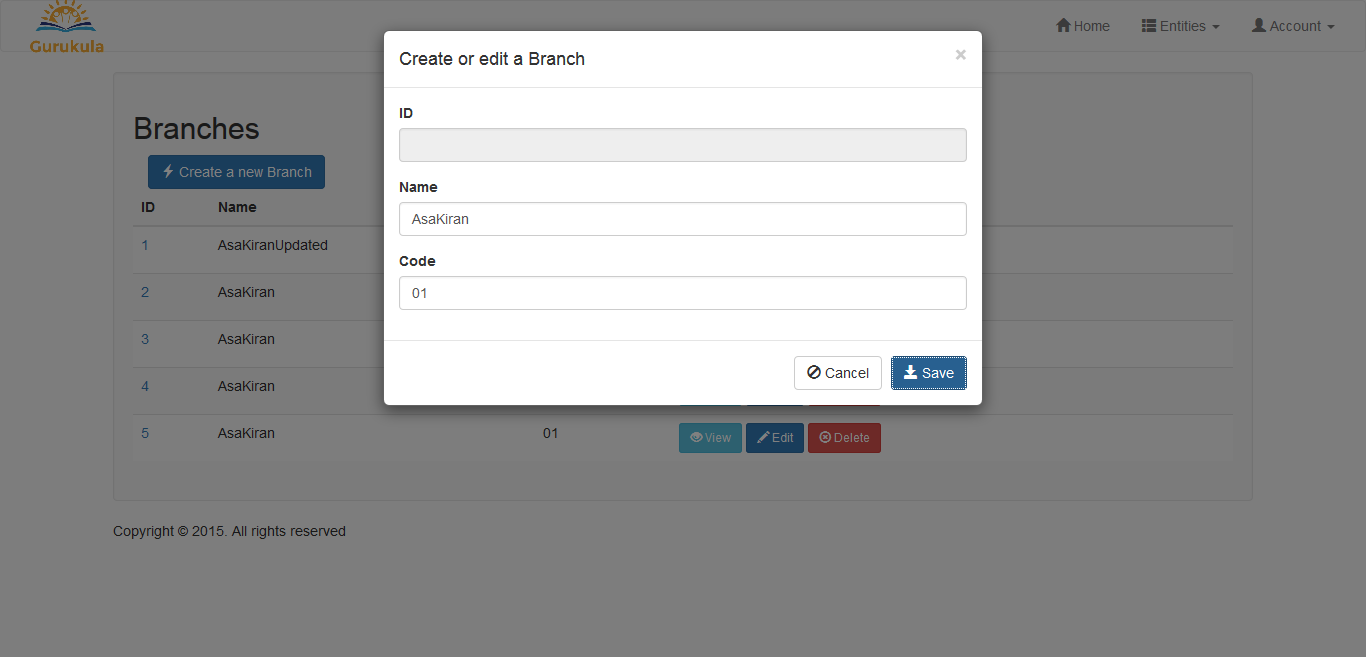 Gurukula
Home Entities Account
Create or edit a Branch ×
ID
Name
AsaKiran
Code
01
Cancel Save
Branches
Create a new Branch
ID Name
1 AsaKiranUpdated
2 AsaKiran
3 AsaKiran
4 AsaKiran
5 AsaKiran 01 View Edit Delete
Copyright © 2015. All rights reserved